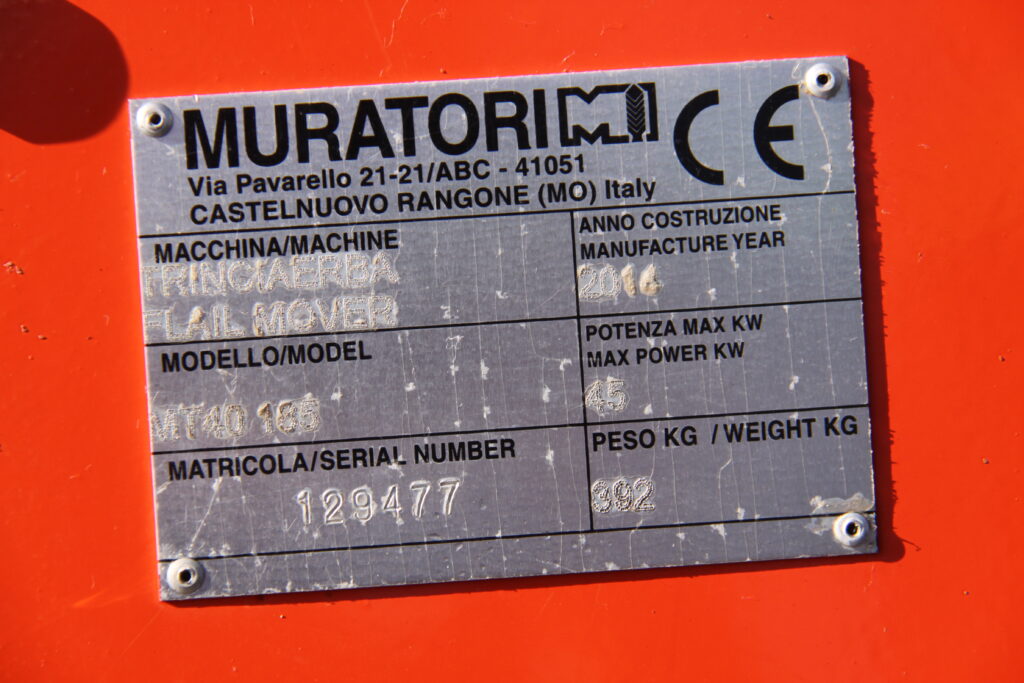 MURATORI
CE
Via Pavarello 21-21/ABC - 41051
CASTELNUOVO RANGONE (MO) Italy
MACCHINA/MACHINE
TRINCIAERBA
FLAIL MOVER
ANNO COSTRUZIONE
MANUFACTURE YEAR
2016
MODELLO/MODEL
MT40 185
POTENZA MAX KW
MAX POWER KW
45
MATRICOLA/SERIAL NUMBER
129477
PESO KG / WEIGHT KG
392